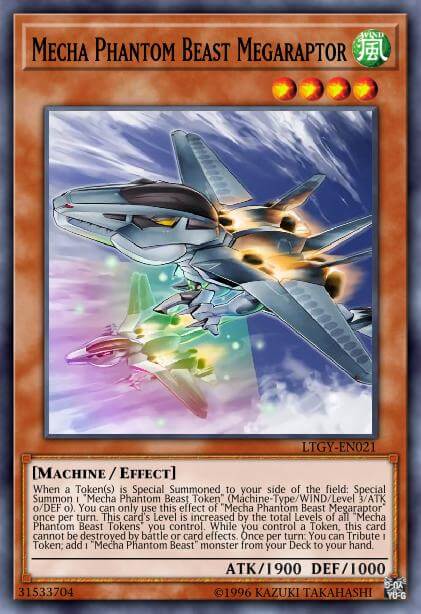 MECHA PHANTOM BEAST MEGARAPTOR
WIND
風
LTGY-EN021
[MACHINE / EFFECT]
When a Token(s) is Special Summoned to your side of the field: Special
Summon 1 "Mecha Phantom Beast Token" (Machine-Type/WIND/Level 3/ATK
0/DEF 0). You can only use this effect of "Mecha Phantom Beast Megaraptor"
once per turn. This card's Level is increased by the total Levels of all "Mecha
Phantom Beast Tokens" you control. While you control a Token, this card
cannot be destroyed by battle or card effects. Once per turn: You can Tribute 1
Token; add 1 "Mecha Phantom Beast" monster from your Deck to your hand.
ATK/1900 DEF/1000
31533704
©1996 KAZUKI TAKAHASHI